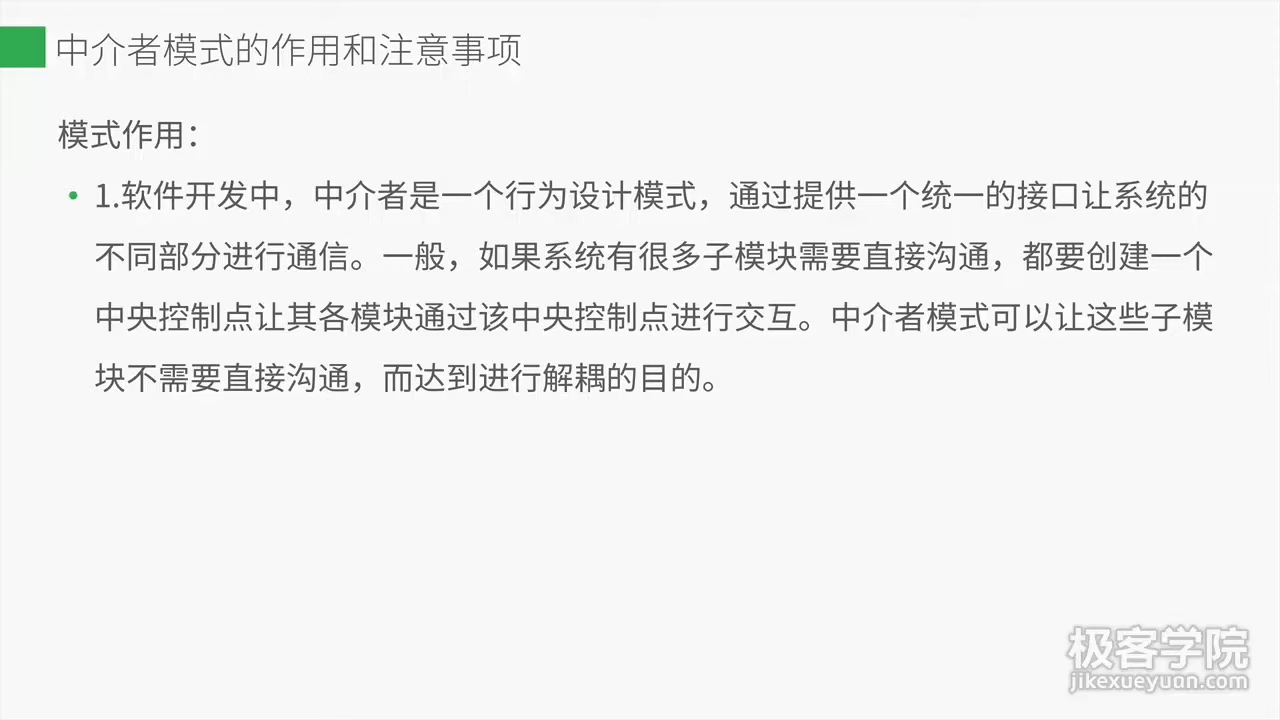 中介者模式的作用和注意事项
模式作用：
• 1.软件开发中，中介者是一个行为设计模式，通过提供一个统一的接口让系统的
不同部分进行通信。一般，如果系统有很多子模块需要直接沟通，都要创建一个
中央控制点让其各模块通过该中央控制点进行交互。中介者模式可以让这些子模
块不需要直接沟通，而达到进行解耦的目的。
极客学院
jikexueyuan.com